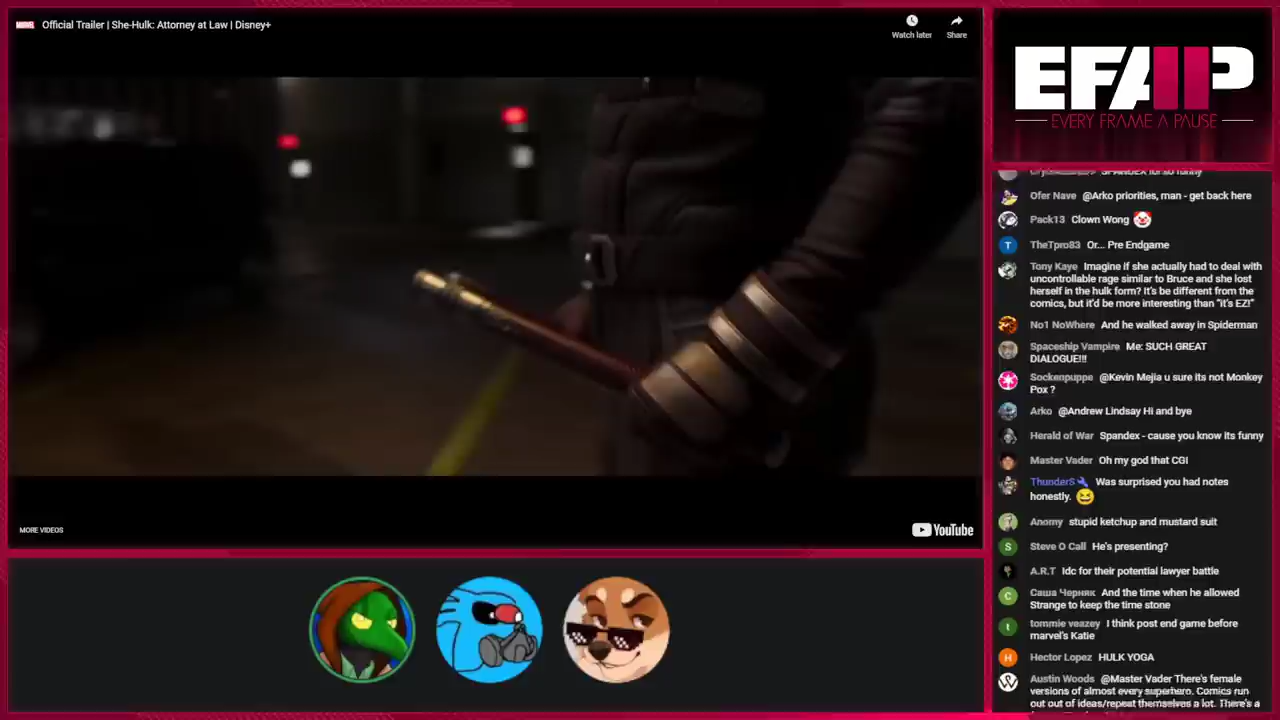 Official Trailer | She-Hulk: Attorney at Law | Disney+
Watch later
Share
MORE VIDEOS
YouTube
EFAP
EVERY FRAME A PAUSE
SPANDEX for so funny
Ofer Nave @Arko priorities, man - get back here
Pack13 Clown Wong 🤡
T
TheTpro83 Or... Pre Endgame
Tony Kaye Imagine if she actually had to deal with
uncontrollable rage similar to Bruce and she lost
herself in the hulk form? It's be different from the
comics, but it'd be more interesting than "it's EZ!"
No1 NoWhere And he walked away in Spiderman
Spaceship Vampire Me: SUCH GREAT
DIALOGUE!!!
Sockenpuppe @Kevin Mejia u sure its not Monkey
Pox ?
Arko @Andrew Lindsay Hi and bye
Herald of War Spandex - cause you know its funny
Master Vader Oh my god that CGI
ThunderS Was surprised you had notes
honestly. 😆
Anomy stupid ketchup and mustard suit
S
Steve O Call He's presenting?
A.R.T Idc for their potential lawyer battle
C
Саша Черняк And the time when he allowed
Strange to keep the time stone
t
tommie veazey I think post end game before
marvel's Katie
H
Hector Lopez HULK YOGA
W
Austin Woods @Master Vader There's female
versions of almost every superhero. Comics run
out out of ideas/repeat themselves a lot. There's a